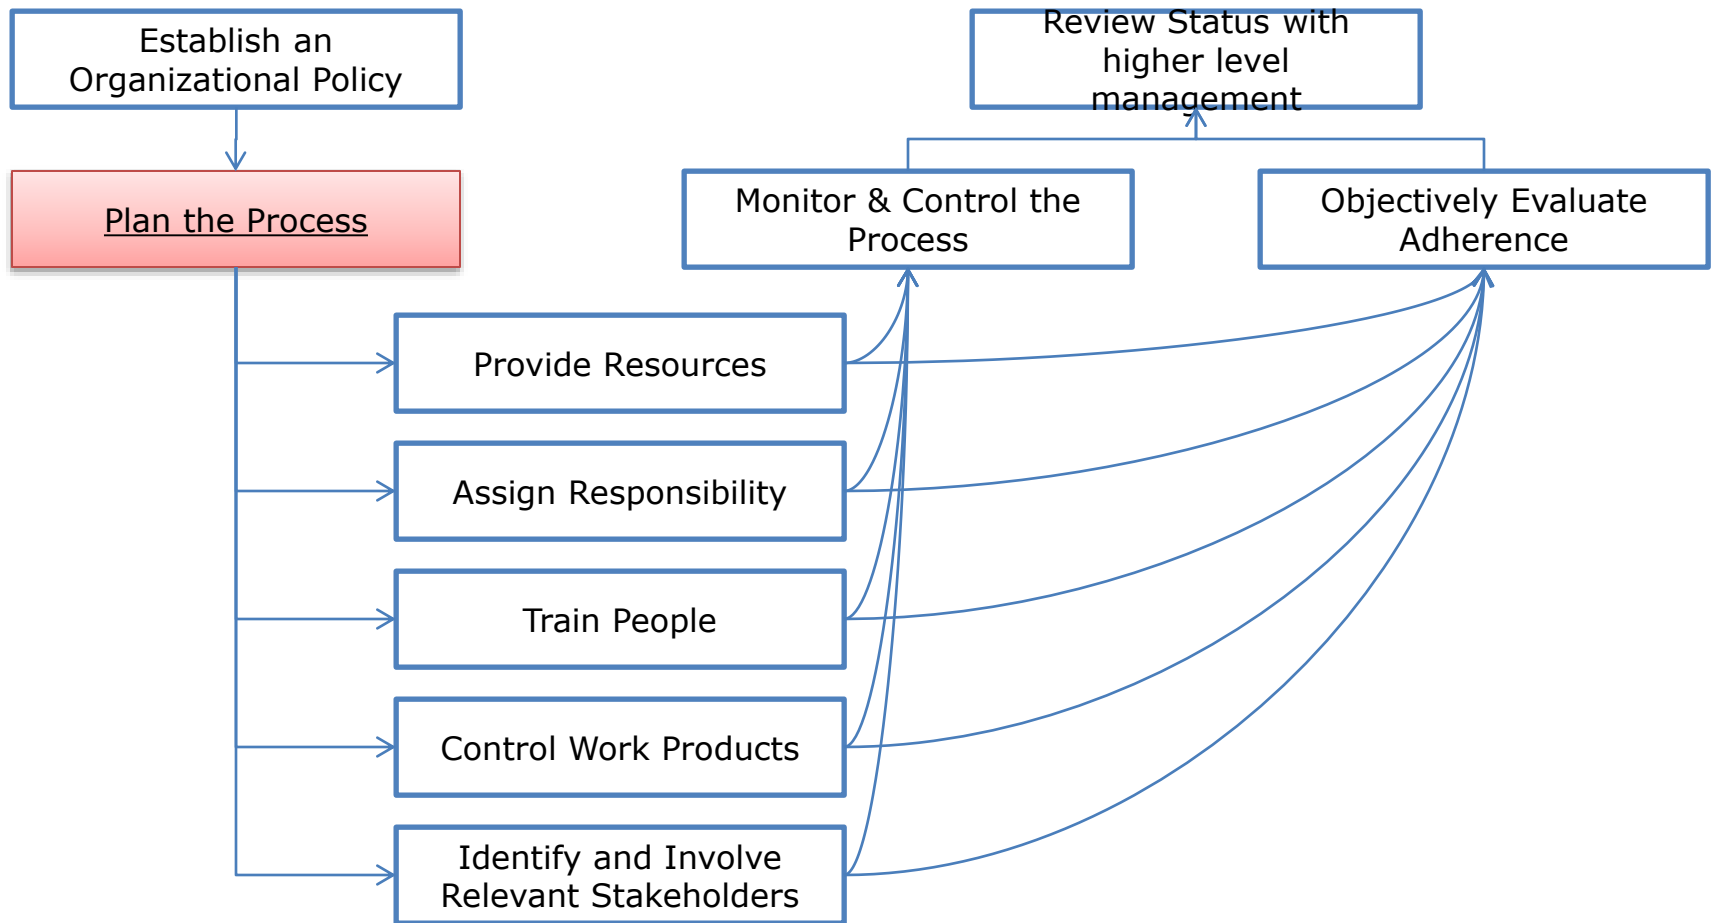 Establish an
Organizational Policy
Review Status with
higher level
management
Plan the Process
Monitor & Control the
Process
Objectively Evaluate
Adherence
Provide Resources
Assign Responsibility
Train People
Control Work Products
Identify and Involve
Relevant Stakeholders